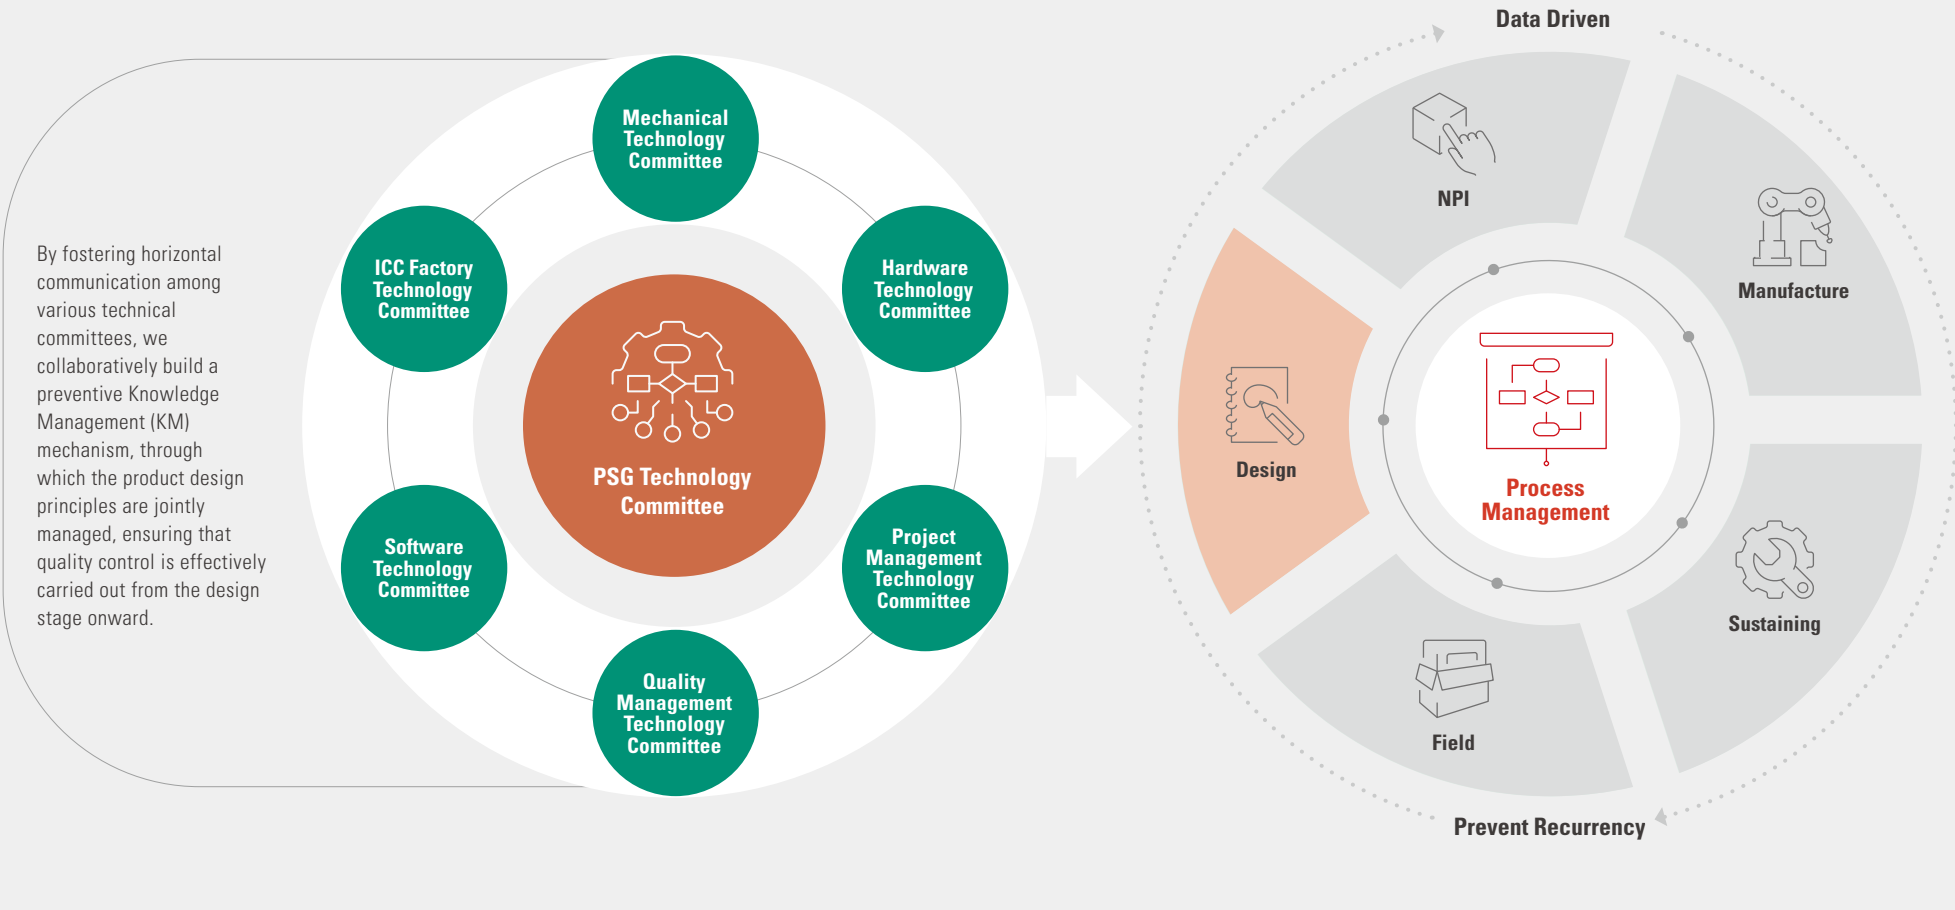 By fostering horizontal
communication among
various technical
committees, we
collaboratively build a
preventive Knowledge
Management (KM)
mechanism, through
which the product design
principles are jointly
managed, ensuring that
quality control is effectively
carried out from the design
stage onward.
Mechanical
Technology
Committee
ICC Factory
Technology
Committee
Hardware
Technology
Committee
PSG Technology
Committee
Software
Technology
Committee
Project
Management
Technology
Committee
Quality
Management
Technology
Committee
Data Driven
NPI
Manufacture
Design
Process
Management
Sustaining
Field
Prevent Recurrency